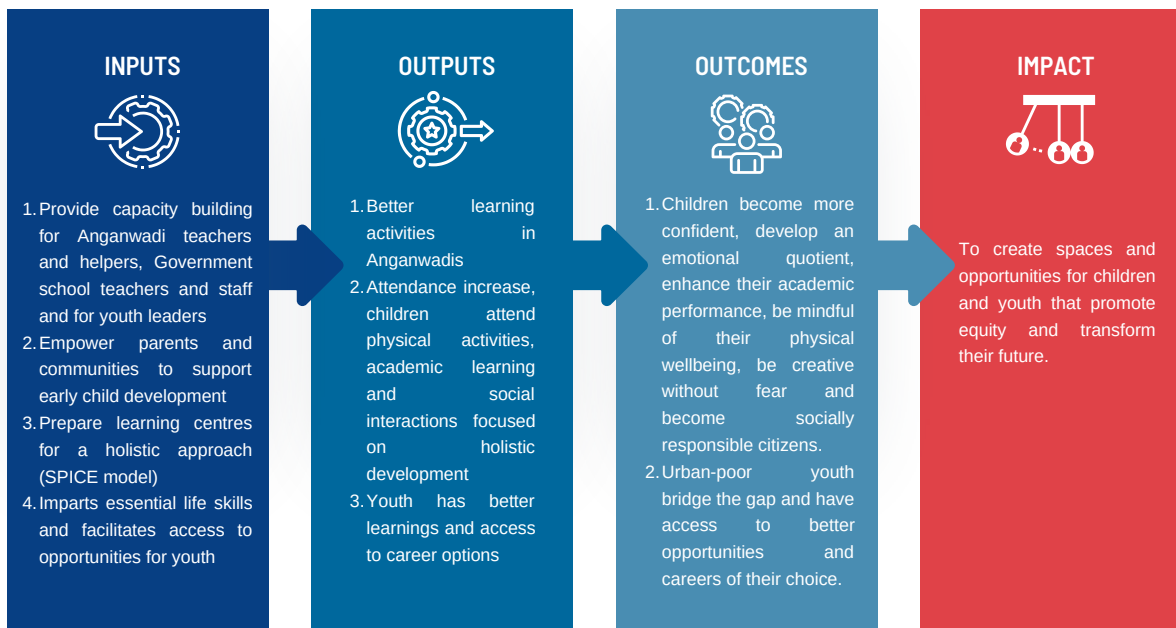 INPUTS
1. Provide capacity building
for Anganwadi teachers
and helpers, Government
school teachers and staff
and for youth leaders
2. Empower parents and
communities to support
early child development
3. Prepare learning centres
for a holistic approach
(SPICE model)
4. Imparts essential life skills
and facilitates access to
opportunities for youth
OUTPUTS
1. Better learning
activities in
Anganwadis
2. Attendance increase,
children attend
physical activities,
academic learning
and social
interactions focused
on holistic
development
3. Youth has better
learnings and access
to career options
OUTCOMES
1. Children become more
confident, develop an
emotional quotient,
enhance their academic
performance, be mindful
of their physical
wellbeing, be creative
without fear and
become socially
responsible citizens.
2. Urban-poor youth
bridge the gap and have
access to better
opportunities and
careers of their choice.
IMPACT
To create spaces and
opportunities for children
and youth that promote
equity and transform
their future.